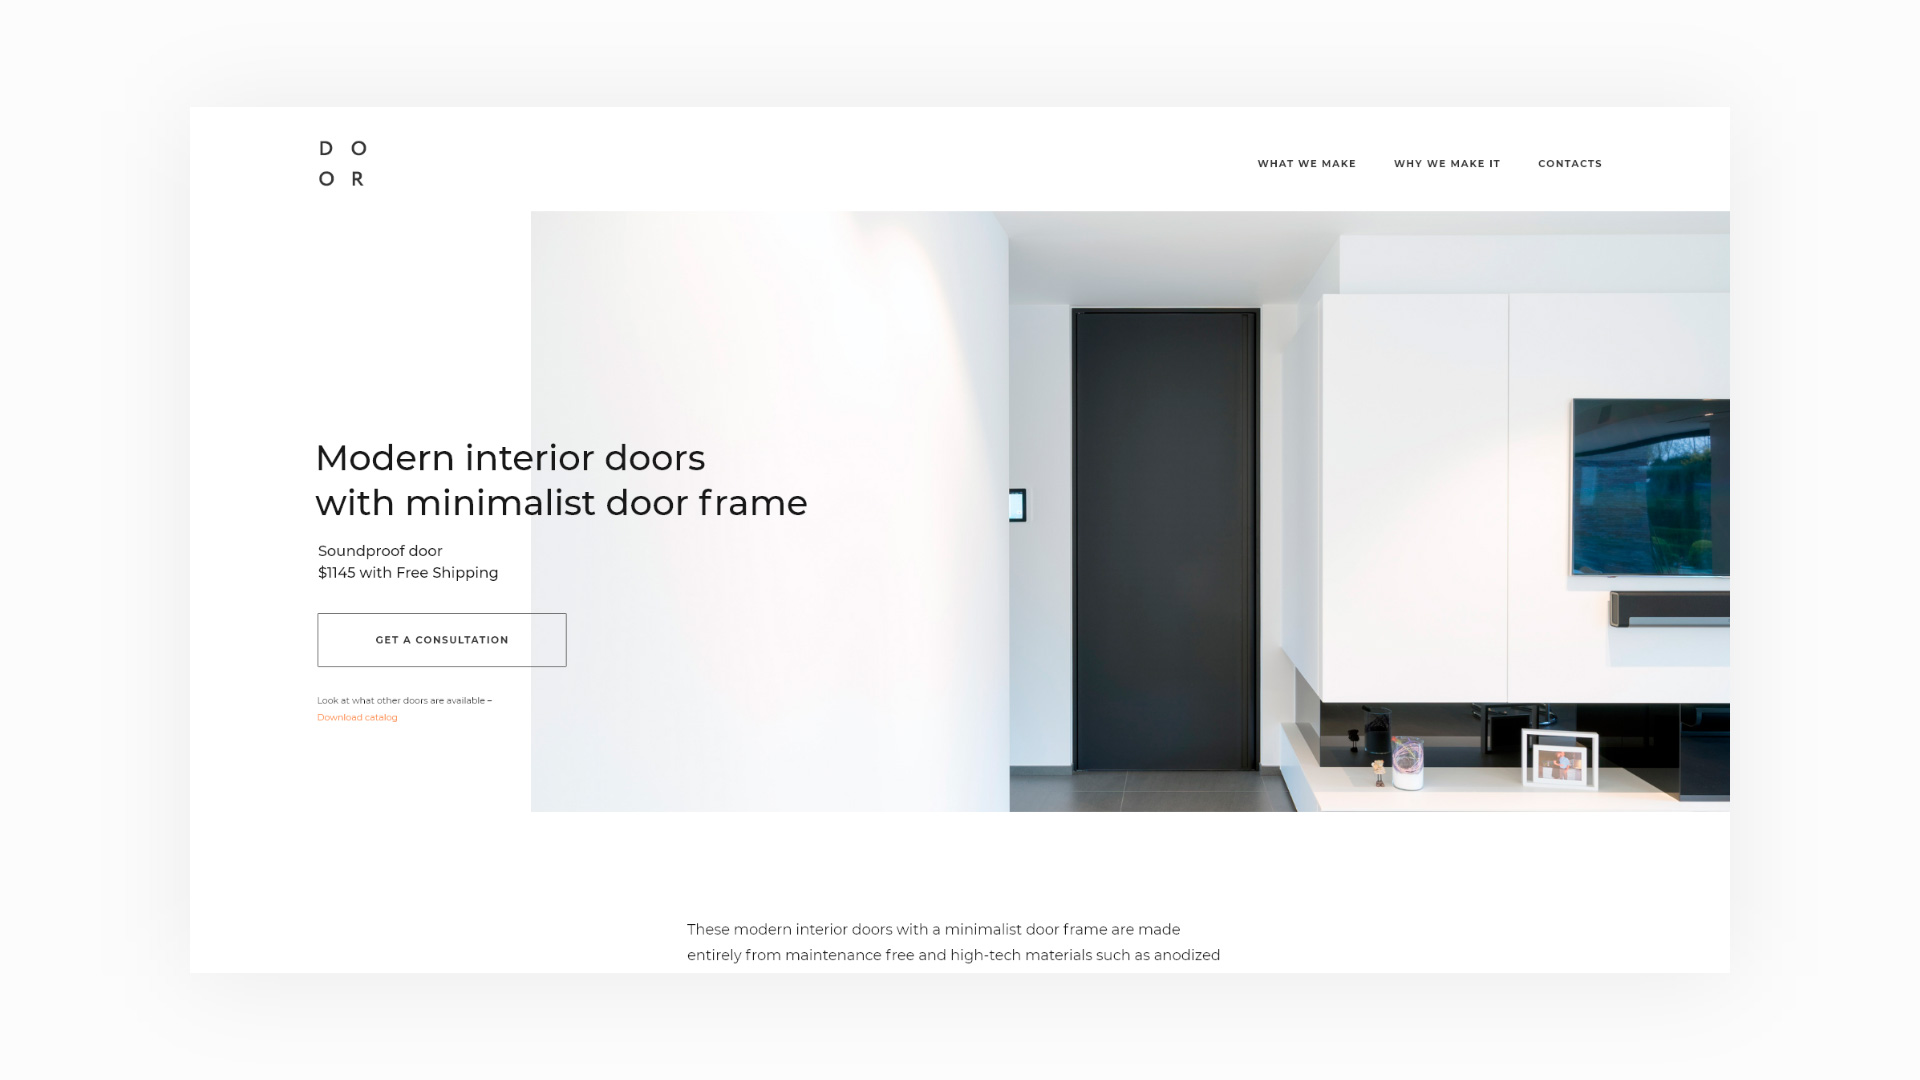 D O
O R
WHAT WE MAKE WHY WE MAKE IT CONTACTS
Modern interior doors
with minimalist door frame
Soundproof door
$1145 with Free Shipping
GET A CONSULTATION
Look at what other doors are available –
Download catalog
These modern interior doors with a minimalist door frame are made
entirely from maintenance free and high-tech materials such as anodized